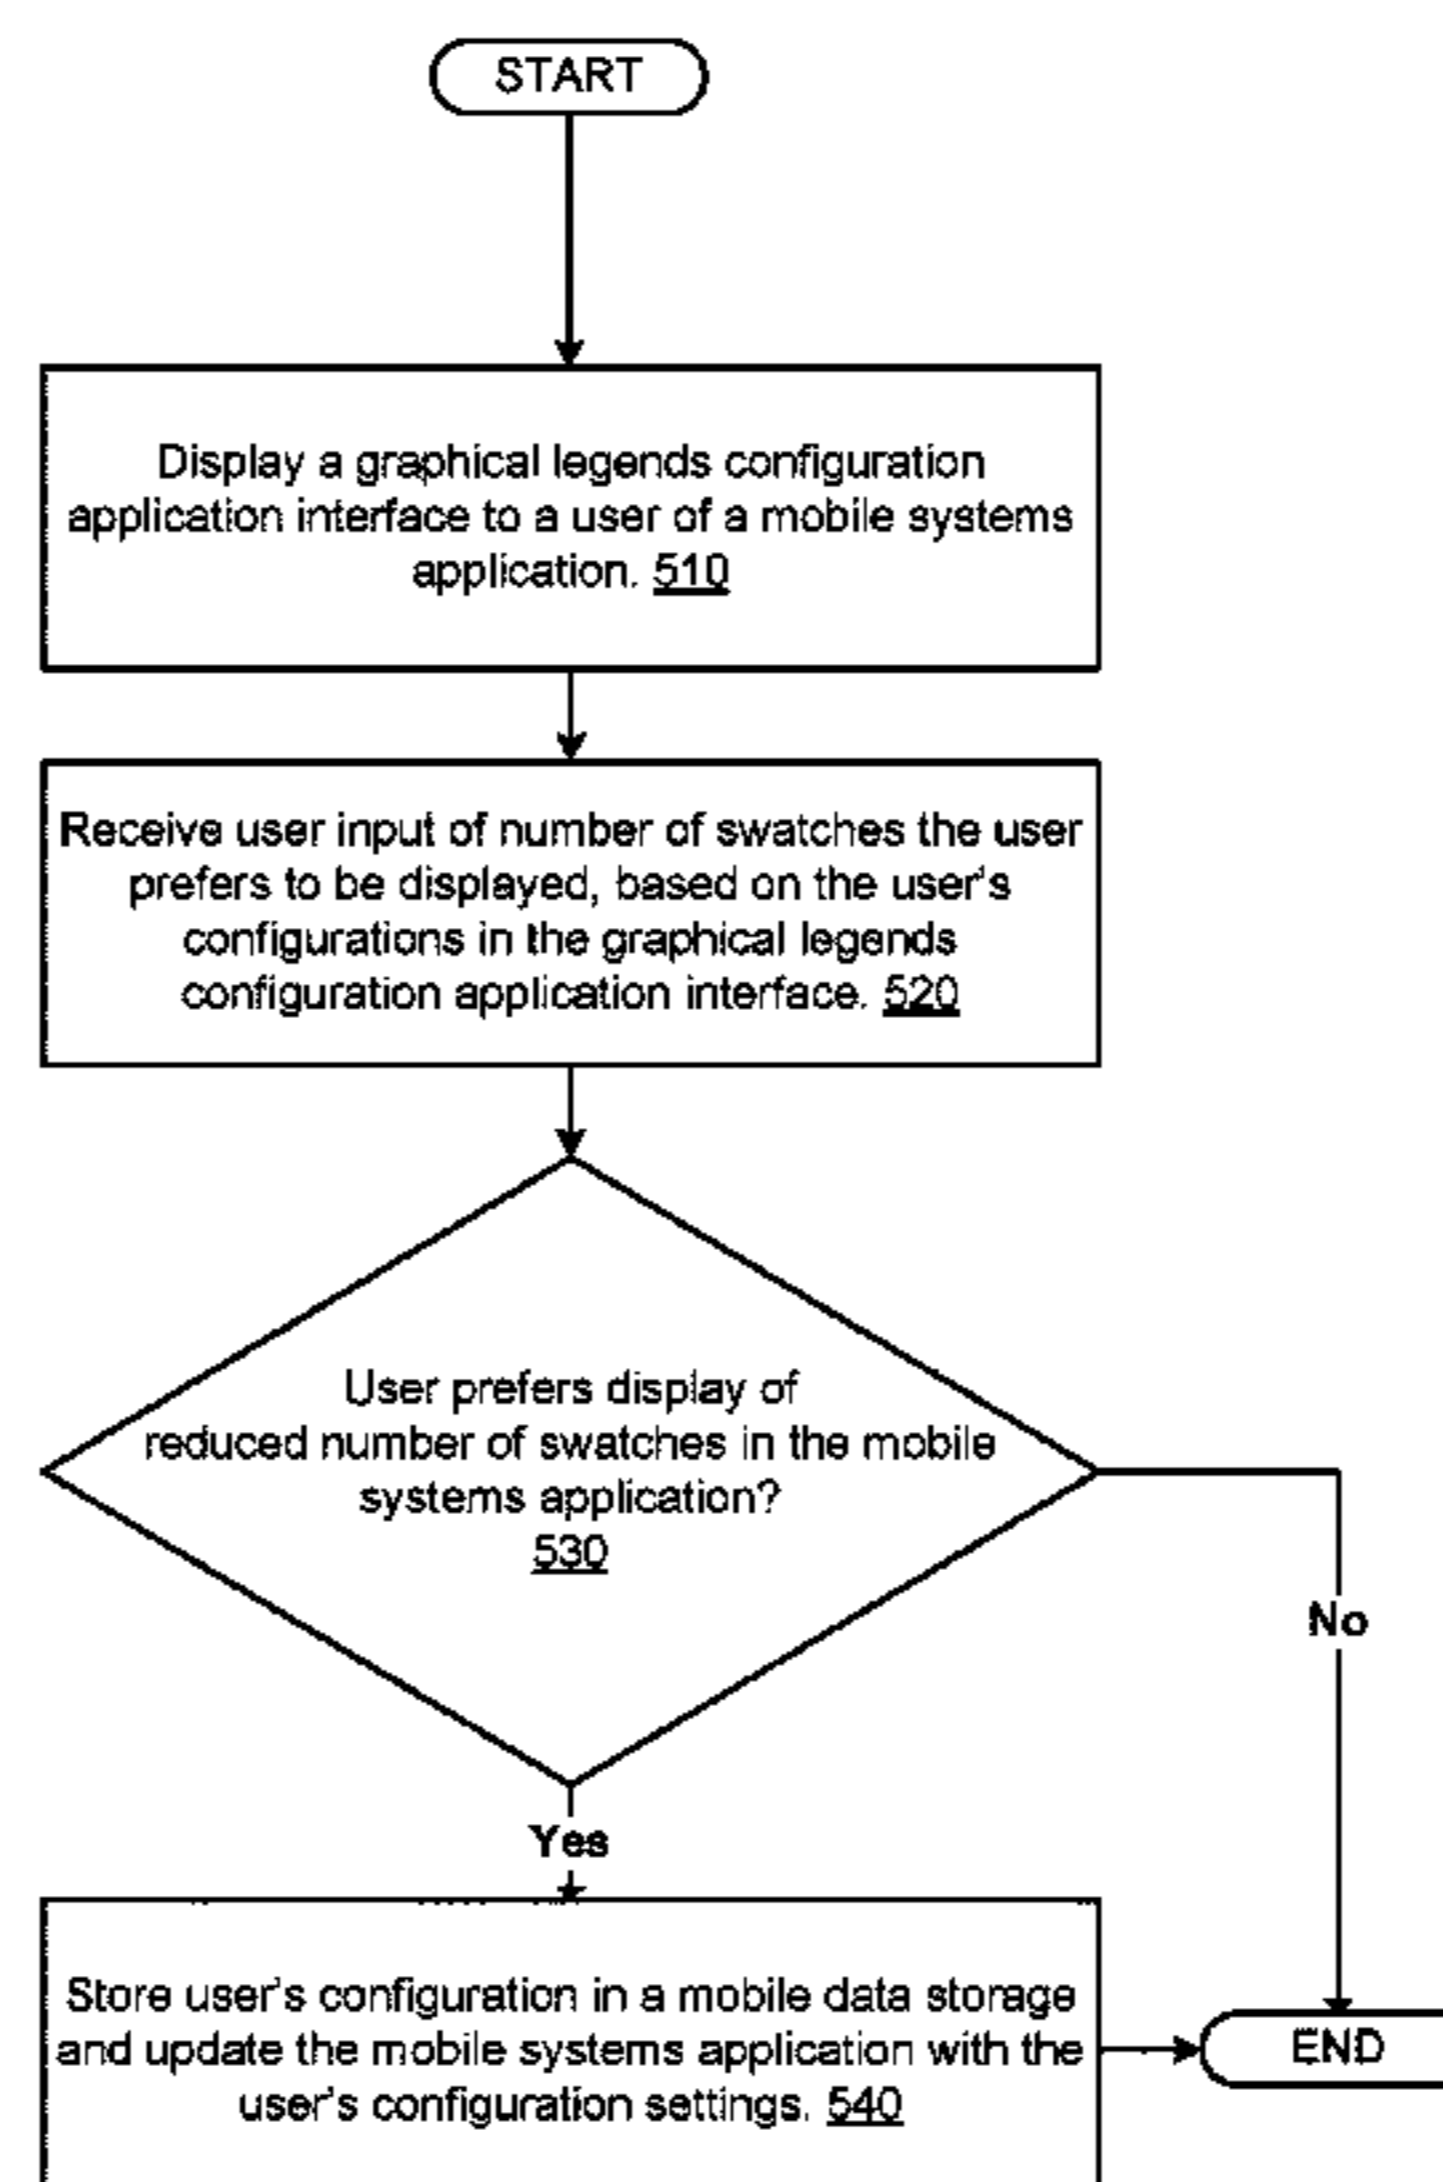 START
Display a graphical legends configuration
application interface to a user of a mobile systems
application. 510
Receive user input of number of swatches the user
prefers to be displayed, based on the user's
configurations in the graphical legends
configuration application interface. 520
User prefers display of
reduced number of swatches in the mobile
systems application?
530
No
Yes
Store user's configuration in a mobile data storage
and update the mobile systems application with the
user's configuration settings. 540
END